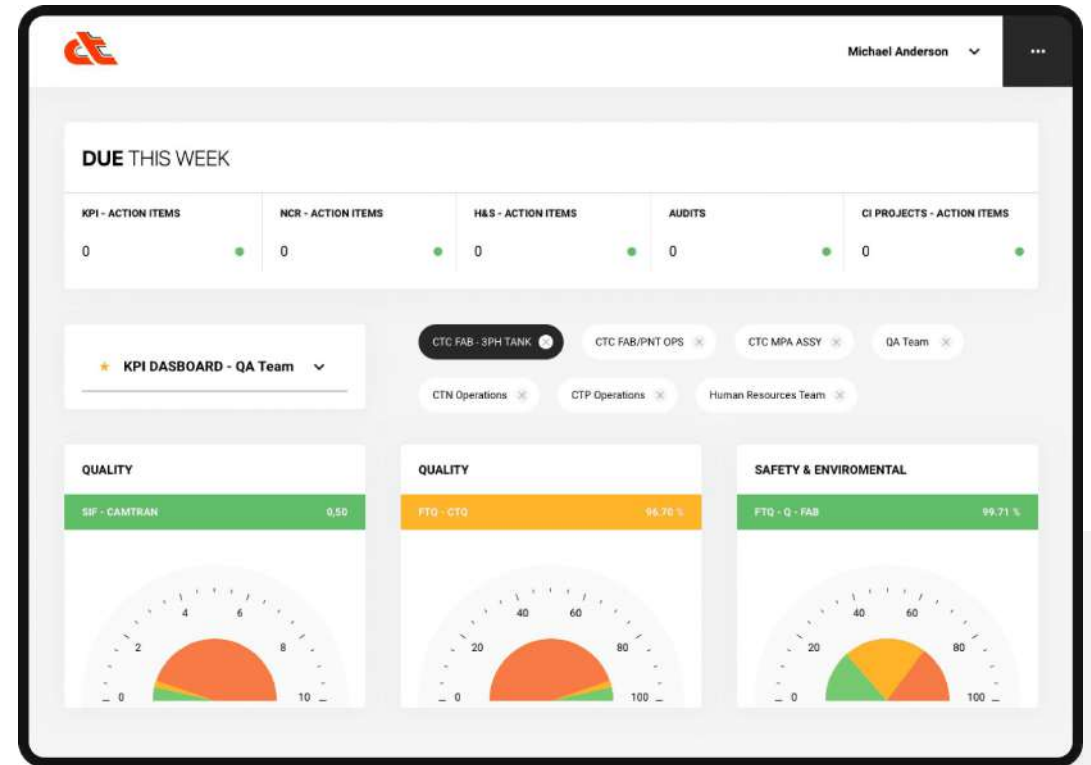 ct
Michael Anderson
DUE THIS WEEK
KPI - ACTION ITEMS
0
NCR - ACTION ITEMS
0
H&S - ACTION ITEMS
0
AUDITS
0
CI PROJECTS - ACTION ITEMS
0
KPI DASBOARD - QA Team
CTC FAB - 3PH TANK
CTC FAB/PNT OPS
CTC MPA ASSY
QA Team
CTN Operations
CTP Operations
Human Resources Team
QUALITY
SIF - CAMTRAN 0,50
0 2 4 6 8 10
QUALITY
FTQ - CTQ 96.70 %
0 20 40 60 80 100
SAFETY & ENVIROMENTAL
FTQ - Q - FAB 99.71 %
0 20 40 60 80 100